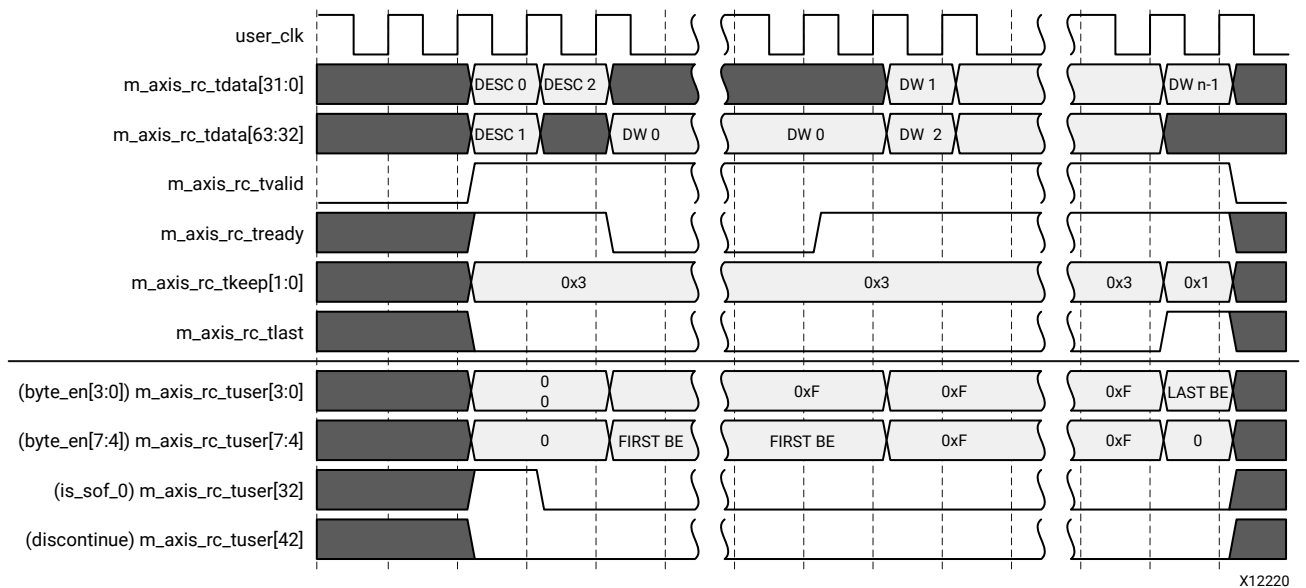 user_clk
m_axis_rc_tdata[31:0] DESC 0 DESC 2 DW 1 DW n-1
m_axis_rc_tdata[63:32] DESC 1 DW 0 DW 0 DW 2
m_axis_rc_tvalid
m_axis_rc_tready
m_axis_rc_tkeep[1:0] 0x3 0x3 0x3 0x1
m_axis_rc_tlast
(byte_en[3:0]) m_axis_rc_tuser[3:0] 0 0 0xF 0xF 0xF LAST BE
(byte_en[7:4]) m_axis_rc_tuser[7:4] 0 FIRST BE FIRST BE 0xF 0xF 0
(is_sof_0) m_axis_rc_tuser[32]
(discontinue) m_axis_rc_tuser[42]
X12220